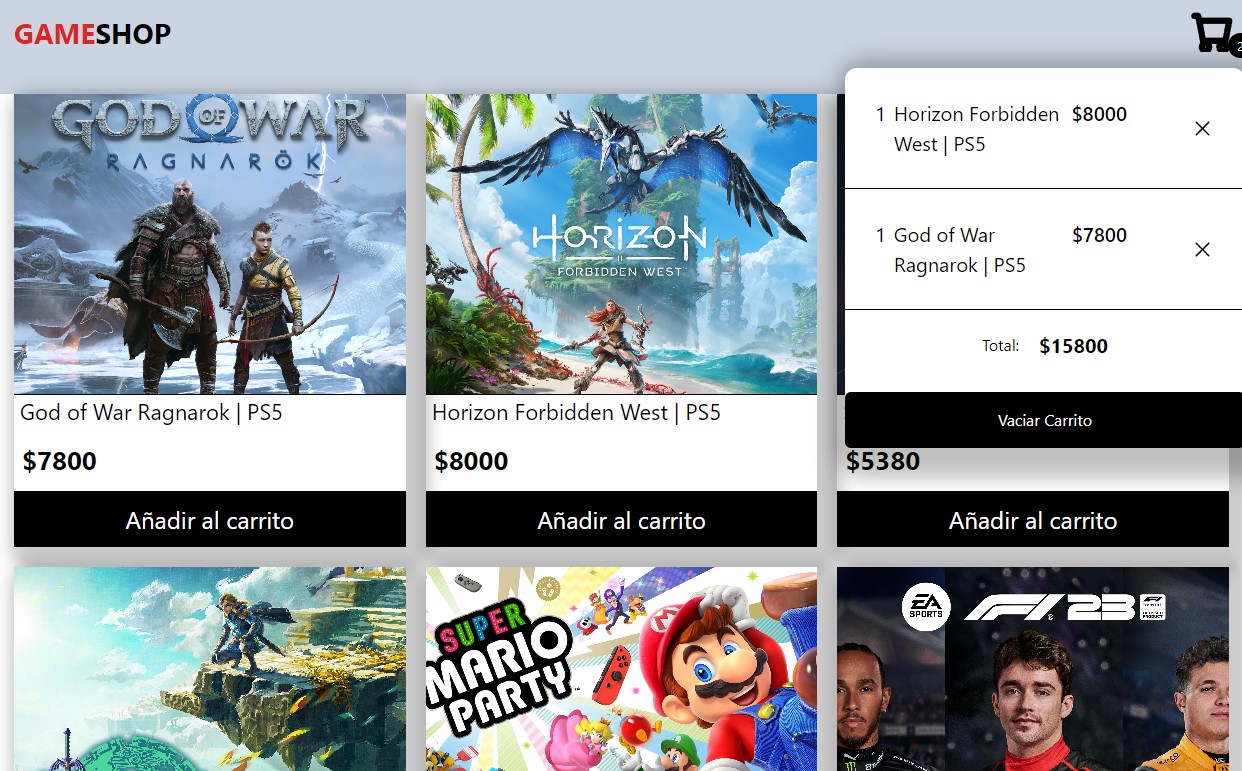 GAMESHOP
2
1 Horizon Forbidden West | PS5 $8000
1 God of War Ragnarok | PS5 $7800
Total: $15800
Vaciar Carrito
GOD OF WAR
RAGNARÖK
HORIZON
FORBIDDEN WEST
God of War Ragnarok | PS5
$7800
Añadir al carrito
Horizon Forbidden West | PS5
$8000
Añadir al carrito
$5380
Añadir al carrito
SUPER
MARIO
PARTY
EA
SPORTS
F1 23